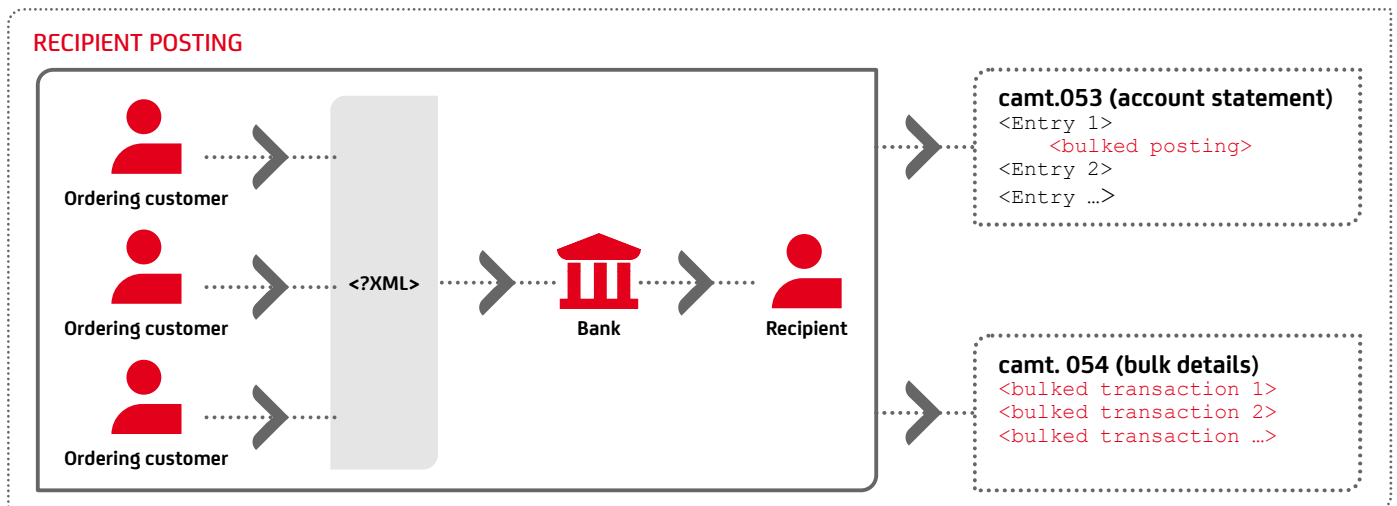 RECIPIENT POSTING
Ordering customer
Ordering customer
Ordering customer
<?XML>
Bank
Recipient
camt.053 (account statement)
<Entry 1>
<bulked posting>
<Entry 2>
<Entry …>
camt. 054 (bulk details)
<bulked transaction 1>
<bulked transaction 2>
<bulked transaction …>